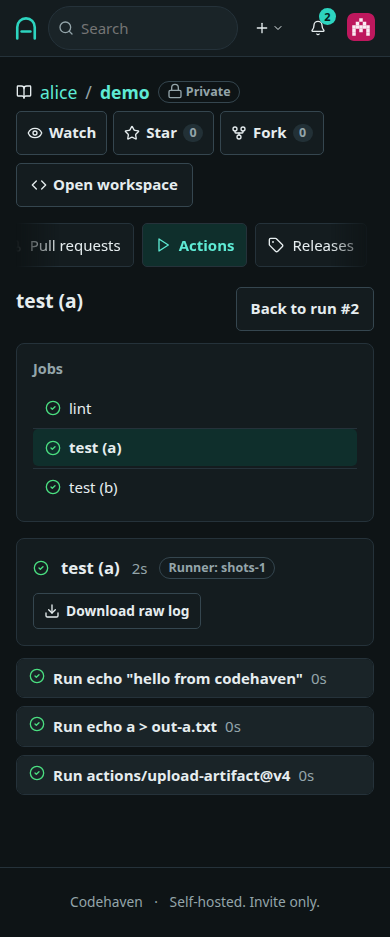 Search
2
alice / demo Private
Watch
Star 0
Fork 0
Open workspace
Pull requests
Actions
Releases
test (a)
Back to run #2
Jobs
lint
test (a)
test (b)
test (a) 2s Runner: shots-1
Download raw log
Run echo "hello from codehaven" 0s
Run echo a > out-a.txt 0s
Run actions/upload-artifact@v4 0s
Codehaven · Self-hosted. Invite only.